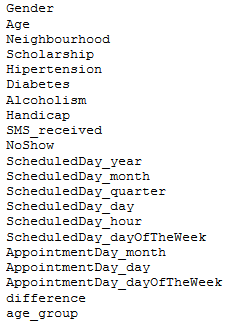 Gender
Age
Neighbourhood
Scholarship
Hipertension
Diabetes
Alcoholism
Handicap
SMS_received
NoShow
ScheduledDay_year
ScheduledDay_month
ScheduledDay_quarter
ScheduledDay_day
ScheduledDay_hour
ScheduledDay_dayOfTheWeek
AppointmentDay_month
AppointmentDay_day
AppointmentDay_dayOfTheWeek
difference
age_group